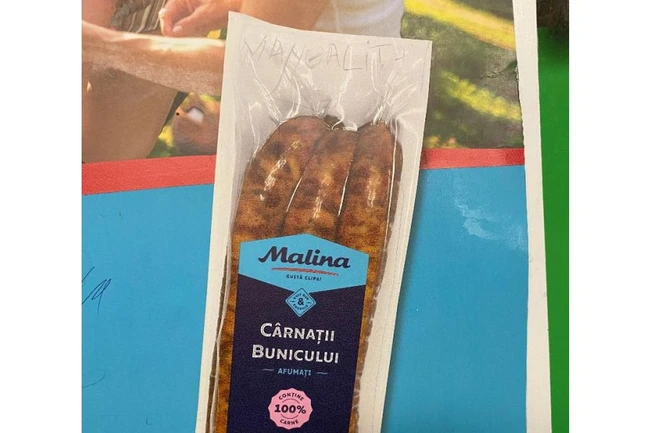 MANGALITA
Malina
GUSTĂ CLIPA!
&
CÂRNAȚII
BUNICULUI
AFUMAȚI
CONȚINE
100%
CARNE